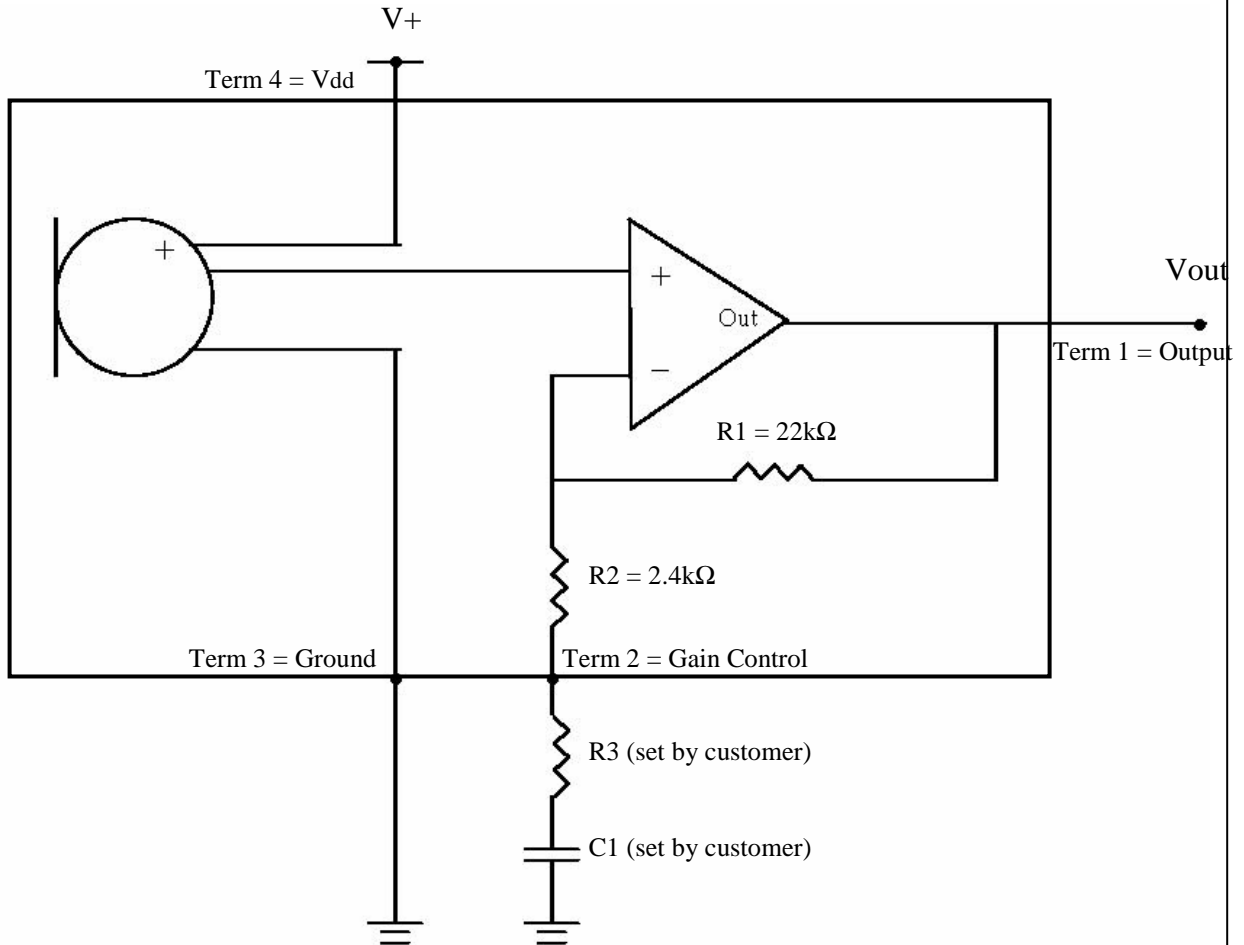 V+
Term 4 = Vdd
+
+
Vout
Out
Term 1 = Output
−
R1 = 22kΩ
R2 = 2.4kΩ
Term 3 = Ground
Term 2 = Gain Control
R3 (set by customer)
C1 (set by customer)